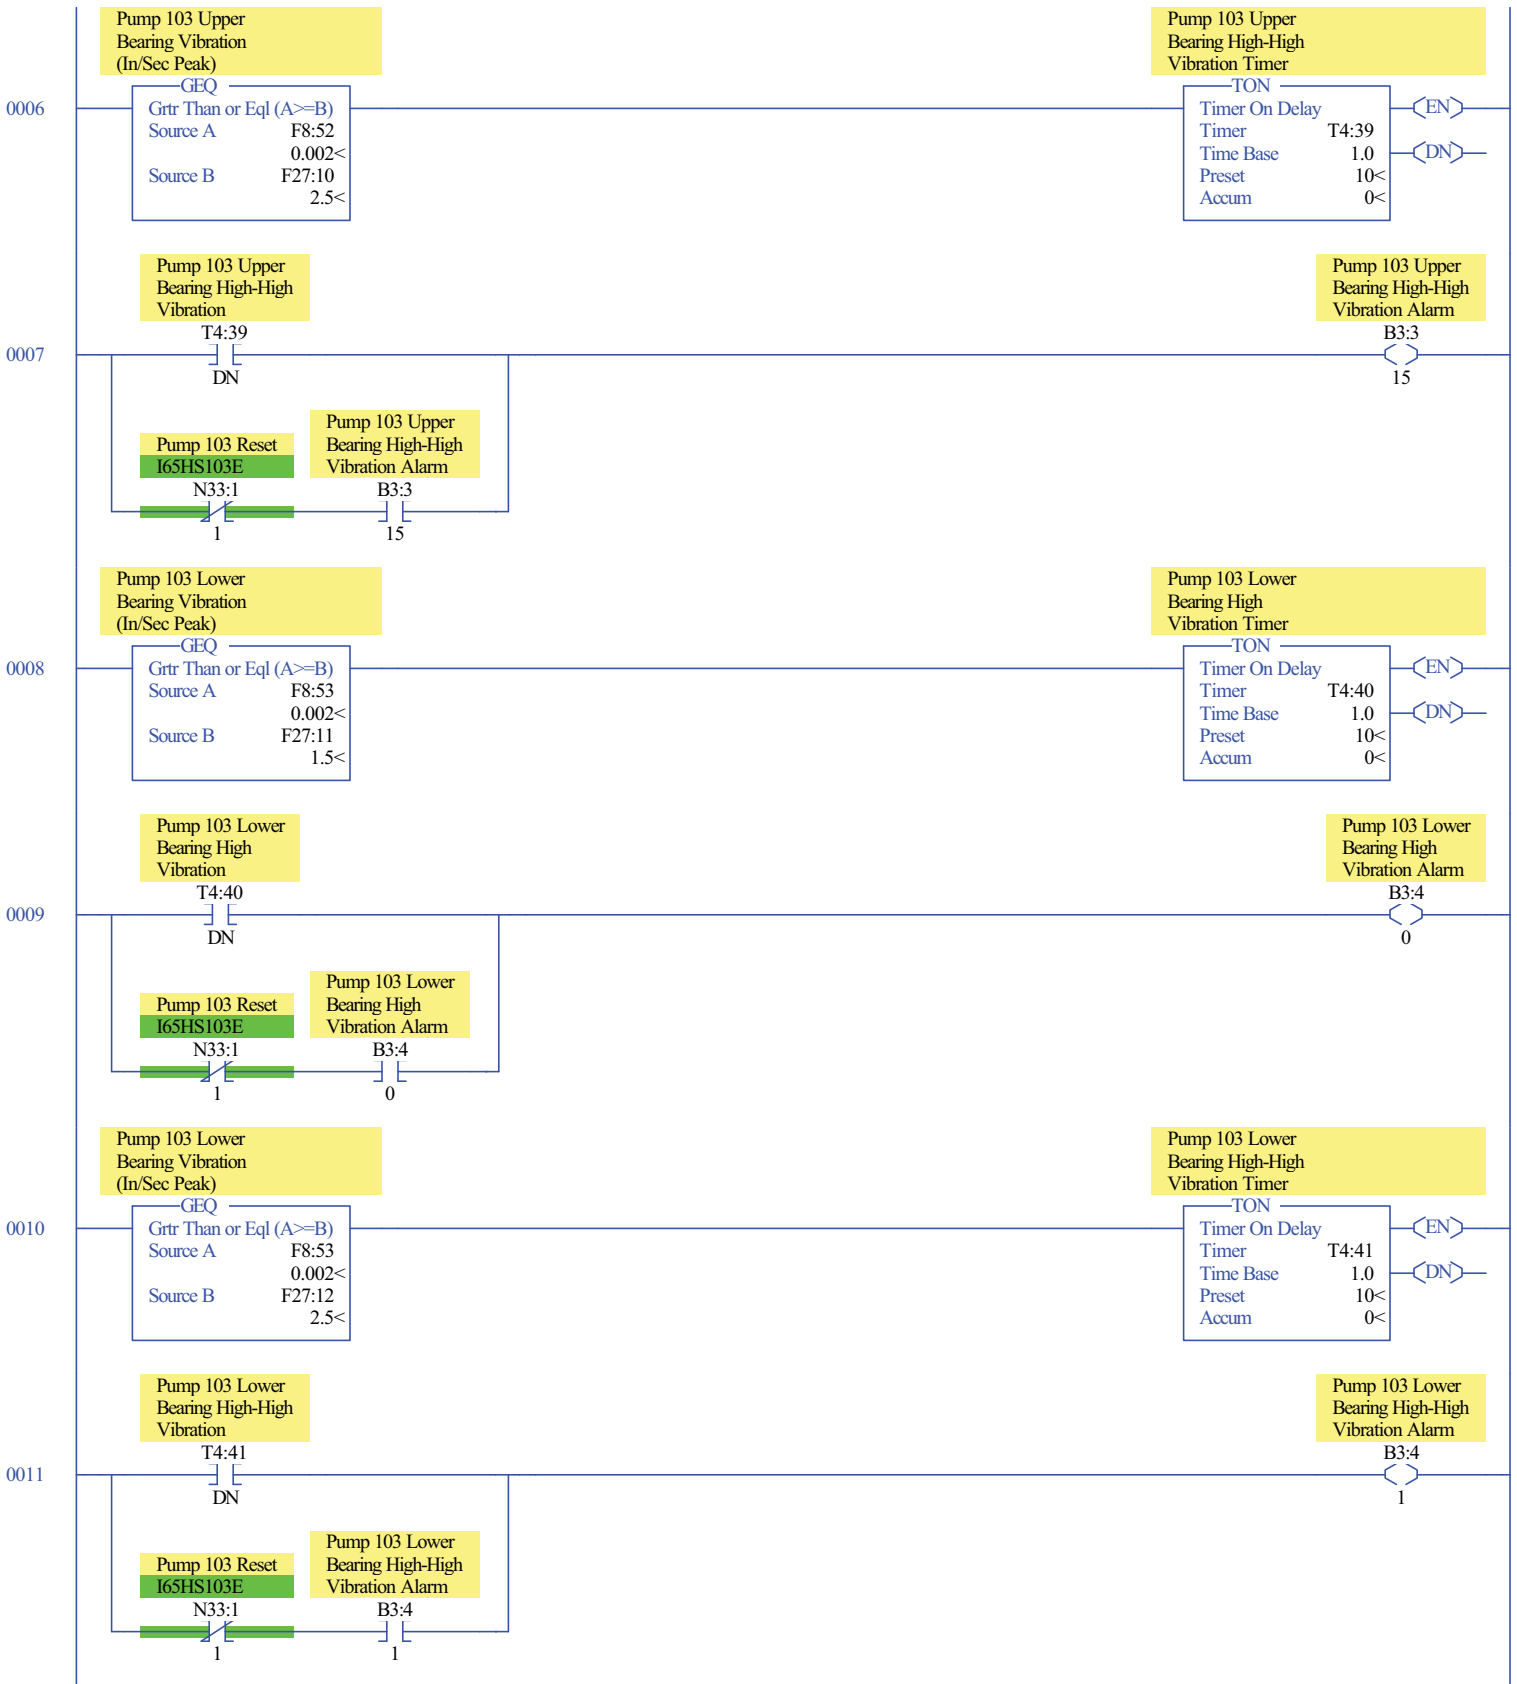 Pump 103 Upper
Bearing Vibration
(In/Sec Peak)
Pump 103 Upper
Bearing High-High
Vibration Timer
0006
GEQ
Grtr Than or Eql (A>=B)
Source A F8:52
0.002<
Source B F27:10
2.5<
TON
Timer On Delay
Timer T4:39
Time Base 1.0
Preset 10<
Accum 0<
EN
DN
Pump 103 Upper
Bearing High-High
Vibration
T4:39
DN
Pump 103 Upper
Bearing High-High
Vibration Alarm
B3:3
15
0007
Pump 103 Reset
I65HS103E
N33:1
1
Pump 103 Upper
Bearing High-High
Vibration Alarm
B3:3
15
Pump 103 Lower
Bearing Vibration
(In/Sec Peak)
Pump 103 Lower
Bearing High
Vibration Timer
0008
GEQ
Grtr Than or Eql (A>=B)
Source A F8:53
0.002<
Source B F27:11
1.5<
TON
Timer On Delay
Timer T4:40
Time Base 1.0
Preset 10<
Accum 0<
EN
DN
Pump 103 Lower
Bearing High
Vibration
T4:40
DN
Pump 103 Lower
Bearing High
Vibration Alarm
B3:4
0
0009
Pump 103 Reset
I65HS103E
N33:1
1
Pump 103 Lower
Bearing High
Vibration Alarm
B3:4
0
Pump 103 Lower
Bearing Vibration
(In/Sec Peak)
Pump 103 Lower
Bearing High-High
Vibration Timer
0010
GEQ
Grtr Than or Eql (A>=B)
Source A F8:53
0.002<
Source B F27:12
2.5<
TON
Timer On Delay
Timer T4:41
Time Base 1.0
Preset 10<
Accum 0<
EN
DN
Pump 103 Lower
Bearing High-High
Vibration
T4:41
DN
Pump 103 Lower
Bearing High-High
Vibration Alarm
B3:4
1
0011
Pump 103 Reset
I65HS103E
N33:1
1
Pump 103 Lower
Bearing High-High
Vibration Alarm
B3:4
1